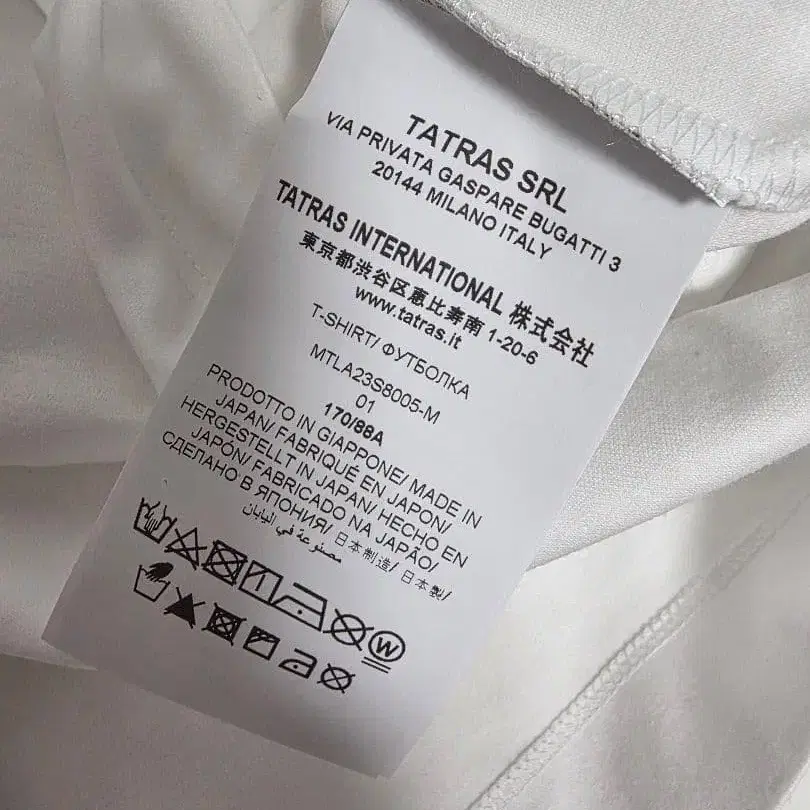 TATRAS SRL
VIA PRIVATA GASPARE BUGATTI 3
20144 MILANO ITALY
TATRAS INTERNATIONAL 株式会社
東京都渋谷区恵比寿南 1-20-6
www.tatras.it
T-SHIRT/ ФУТБОЛКА
MTLA23S8005-M
01
170/88A
PRODOTTO IN GIAPPONE/ MADE IN
JAPAN/ FABRIQUÉ EN JAPON/
HERGESTELLT IN JAPAN/ HECHO EN
JAPÓN/ FABRICADO NA JAPÃO/
СДЕЛАНО В ЯПОНИЯ/ 日本制造/ 日本製/
مصنوعة في اليابان
W